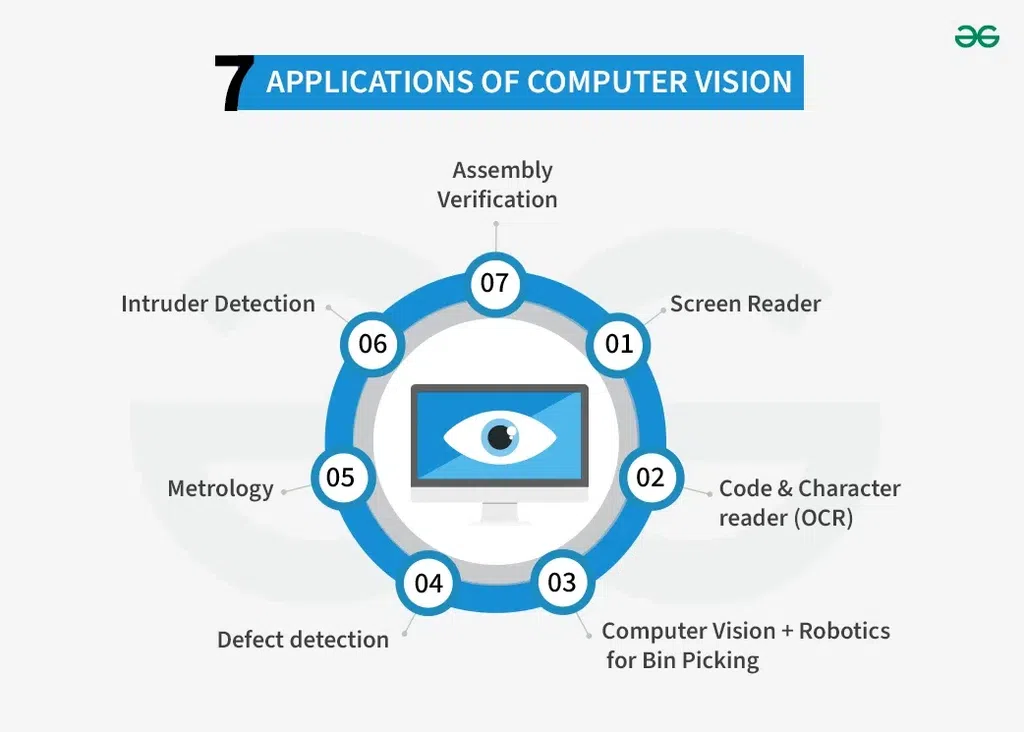 7 APPLICATIONS OF COMPUTER VISION
Assembly
Verification
07
Intruder Detection
06
01
Screen Reader
Metrology
05
02
Code & Character
reader (OCR)
04
03
Defect detection
Computer Vision + Robotics
for Bin Picking